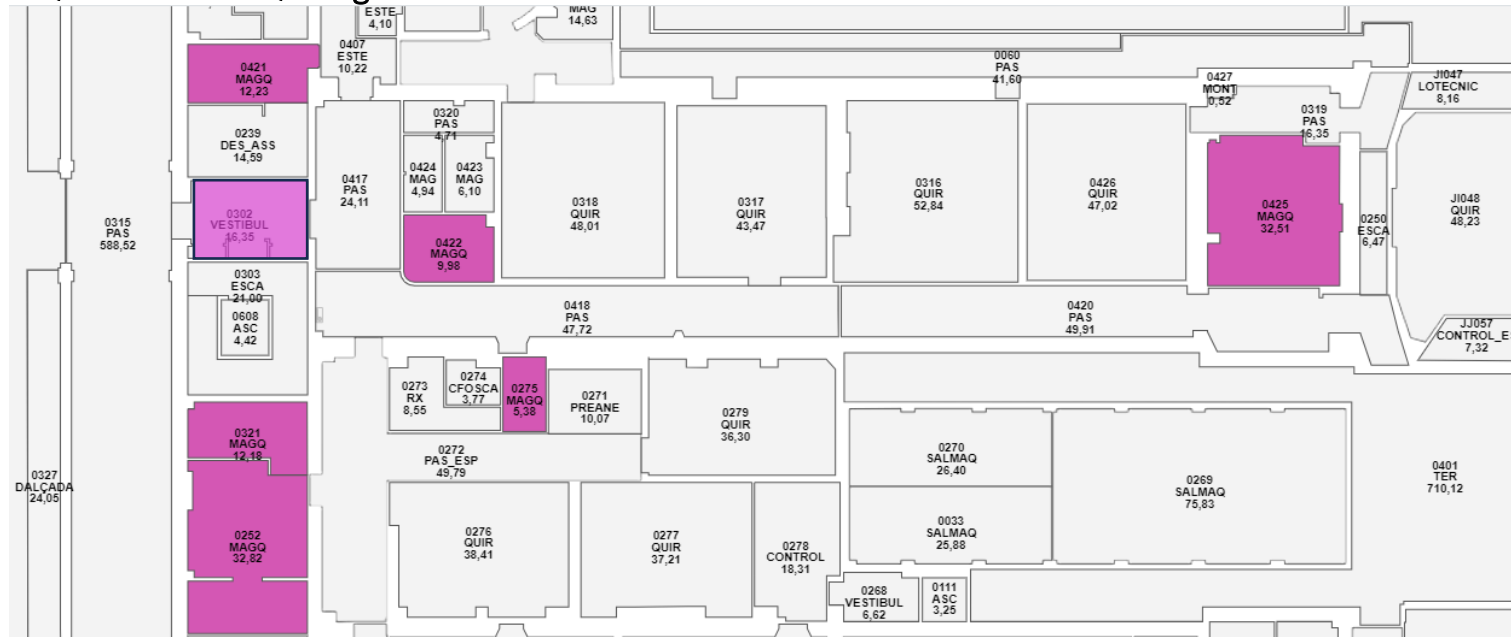 ESTE
4,10
MAG
14,63
0407
ESTE
10,22
0060
PAS
41,60
0421
MAGQ
12,23
0427
MONT
0,52
JI047
LOTECNIC
8,16
0320
PAS
4,71
0319
PAS
16,35
0239
DES_ASS
14,59
0417
PAS
24,11
0424
MAG
4,94
0423
MAG
6,10
0318
QUIR
48,01
0317
QUIR
43,47
0316
QUIR
52,84
0426
QUIR
47,02
0425
MAGQ
32,51
0250
ESCA
6,47
JI048
QUIR
48,23
0315
PAS
588,52
0302
VESTIBUL
16,35
0422
MAGQ
9,98
0303
ESCA
21,00
0608
ASC
4,42
0418
PAS
47,72
0420
PAS
49,91
JJ057
CONTROL_E
7,32
0273
RX
8,55
0274
CFOSCA
3,77
0275
MAGQ
5,38
0271
PREANE
10,07
0279
QUIR
36,30
0321
MAGQ
12,18
0272
PAS_ESP
49,79
0270
SALMAQ
26,40
0269
SALMAQ
75,83
0401
TER
710,12
0327
DALÇADA
24,05
0252
MAGQ
32,82
0276
QUIR
38,41
0277
QUIR
37,21
0278
CONTROL
18,31
0033
SALMAQ
25,88
0268
VESTIBUL
6,62
0111
ASC
3,25